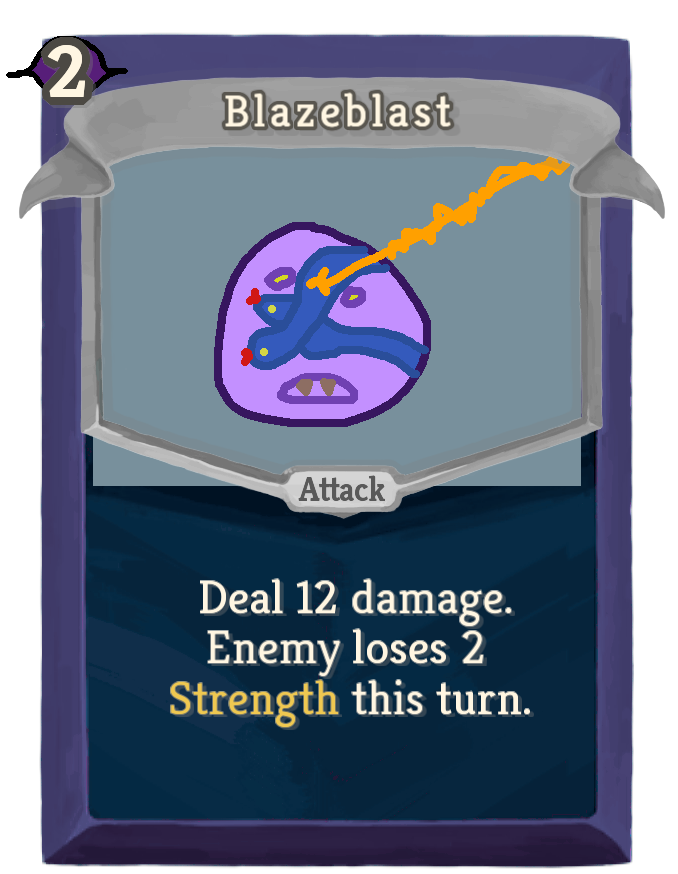 2
Blazeblast
Attack
Deal 12 damage.
Enemy loses 2
Strength this turn.